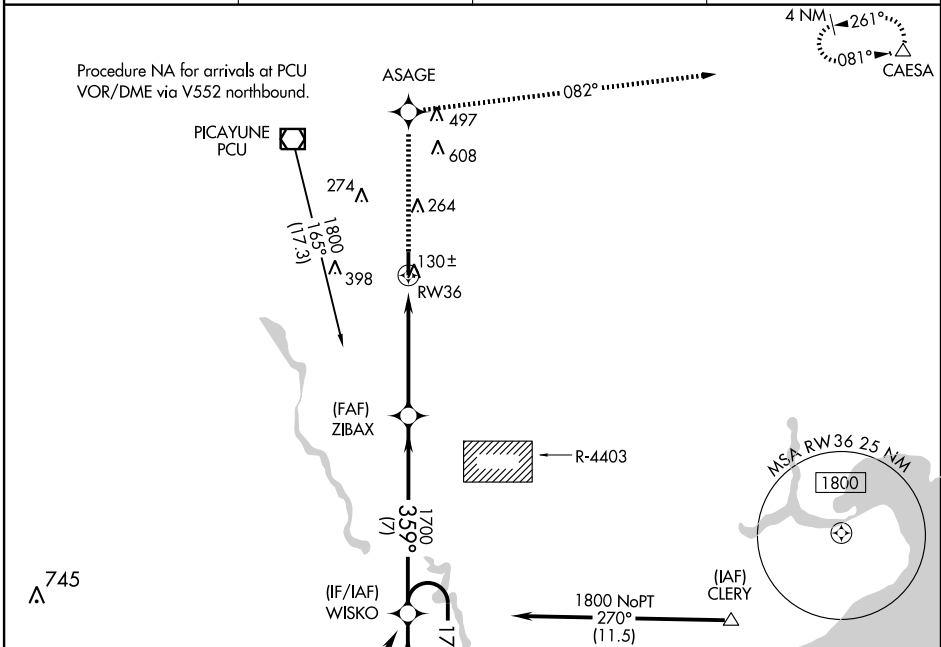 4 NM
261°
081°
CAESA
Procedure NA for arrivals at PCU
VOR/DME via V552 northbound.
ASAGE
082°
PICAYUNE
PCU
497
608
274
264
1800
165°
(17.3)
130±
398
RW36
(FAF)
ZIBAX
R-4403
MSA RW36 25 NM
1800
1700
359°
(7)
745
(IF/IAF)
WISKO
17
1800 NoPT
270°
(11.5)
(IAF)
CLERY